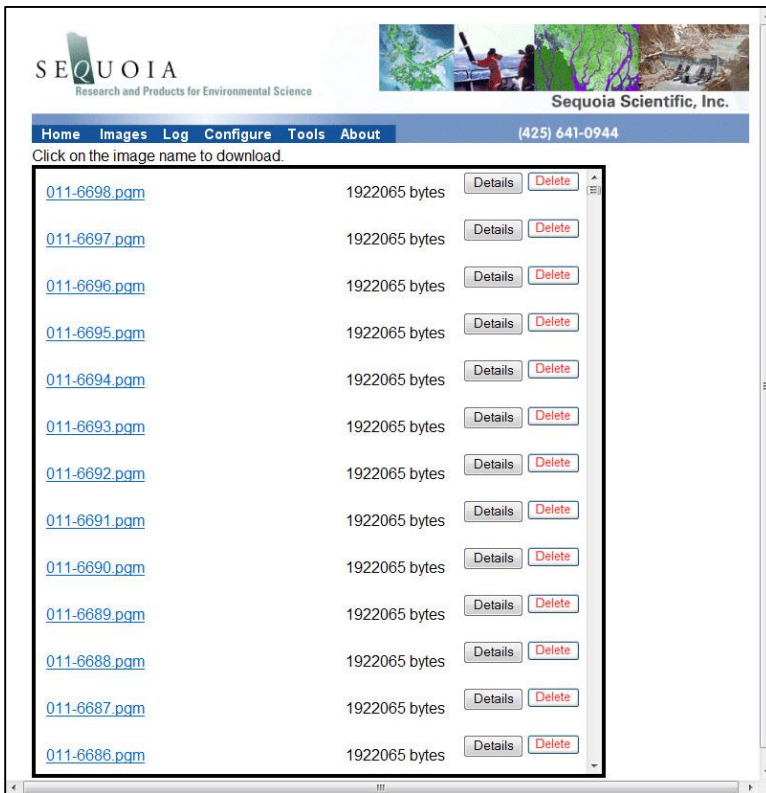 SEQUOIA
Research and Products for Environmental Science
Sequoia Scientific, Inc.
Home Images Log Configure Tools About (425) 641-0944
Click on the image name to download.
011-6698.pgm 1922065 bytes Details Delete
011-6697.pgm 1922065 bytes Details Delete
011-6696.pgm 1922065 bytes Details Delete
011-6695.pgm 1922065 bytes Details Delete
011-6694.pgm 1922065 bytes Details Delete
011-6693.pgm 1922065 bytes Details Delete
011-6692.pgm 1922065 bytes Details Delete
011-6691.pgm 1922065 bytes Details Delete
011-6690.pgm 1922065 bytes Details Delete
011-6689.pgm 1922065 bytes Details Delete
011-6688.pgm 1922065 bytes Details Delete
011-6687.pgm 1922065 bytes Details Delete
011-6686.pgm 1922065 bytes Details Delete